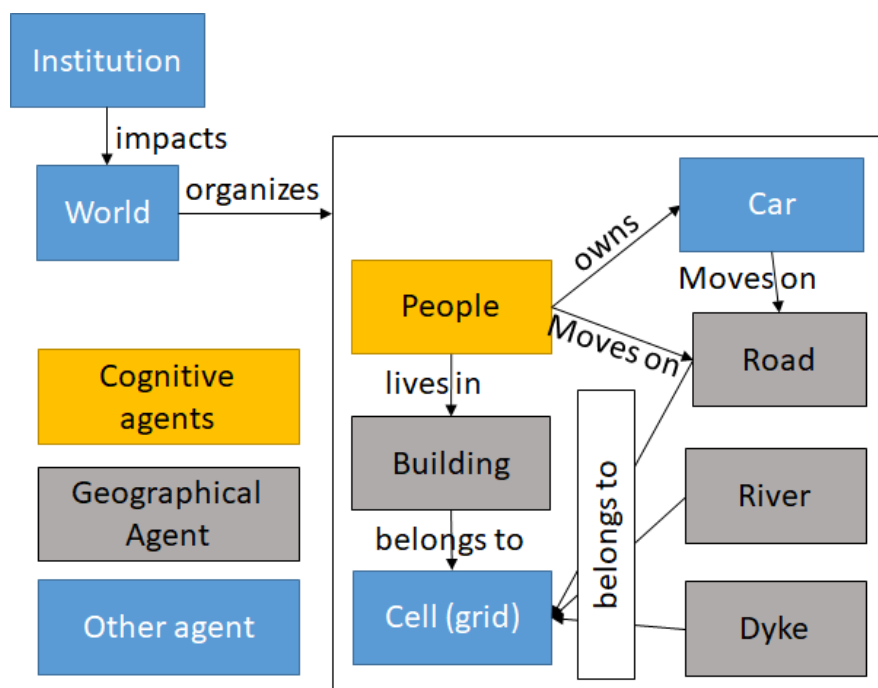 Institution
impacts
World
organizes
Car
owns
Moves on
People
Moves on
Road
lives in
Cognitive
agents
Building
belongs to
Geographical
Agent
River
belongs to
Cell (grid)
Other agent
Dyke